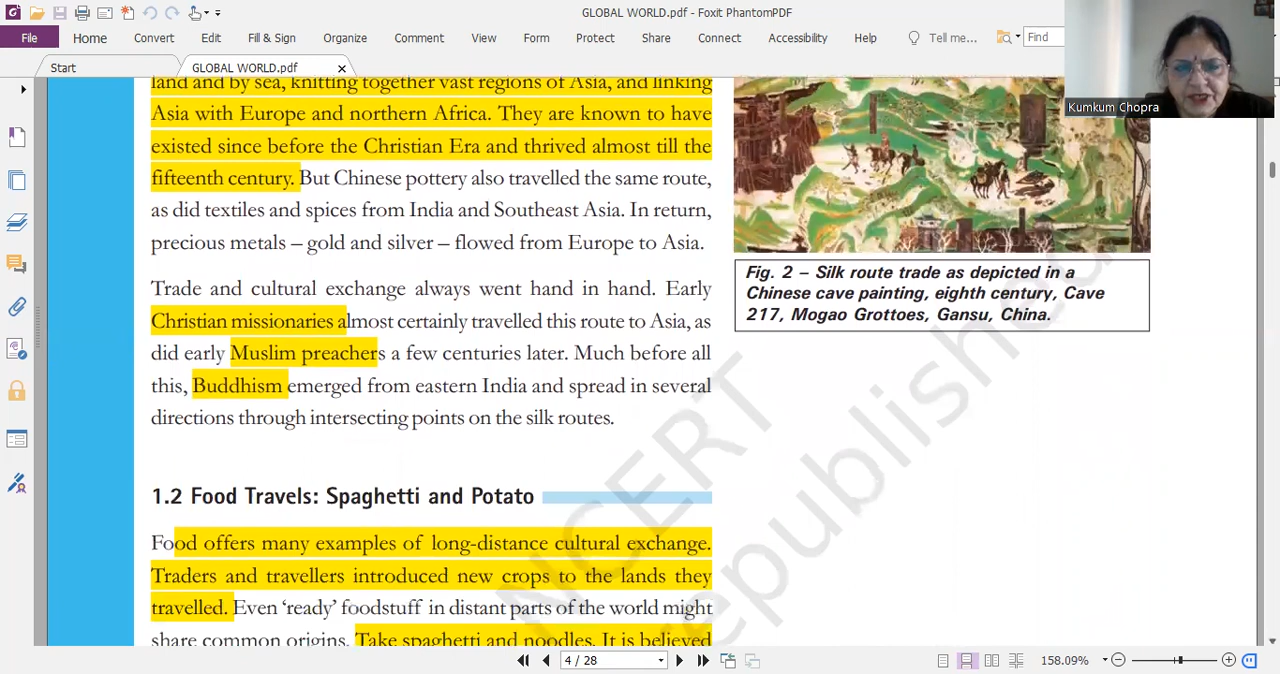 GLOBAL WORLD.pdf - Foxit PhantomPDF
File Home Convert Edit Fill & Sign Organize Comment View Form Protect Share Connect Accessibility Help Tell me... Find
Start GLOBAL WORLD.pdf
Kumkum Chopra
land and by sea, knitting together vast regions of Asia, and linking
Asia with Europe and northern Africa. They are known to have
existed since before the Christian Era and thrived almost till the
fifteenth century. But Chinese pottery also travelled the same route,
as did textiles and spices from India and Southeast Asia. In return,
precious metals – gold and silver – flowed from Europe to Asia.
Trade and cultural exchange always went hand in hand. Early
Christian missionaries almost certainly travelled this route to Asia, as
did early Muslim preachers a few centuries later. Much before all
this, Buddhism emerged from eastern India and spread in several
directions through intersecting points on the silk routes.
1.2 Food Travels: Spaghetti and Potato
Food offers many examples of long-distance cultural exchange.
Traders and travellers introduced new crops to the lands they
travelled. Even ‘ready’ foodstuff in distant parts of the world might
share common origins. Take spaghetti and noodles. It is believed
Fig. 2 – Silk route trade as depicted in a
Chinese cave painting, eighth century, Cave
217, Mogao Grottoes, Gansu, China.
NCERT
republished
4 / 28
158.09%